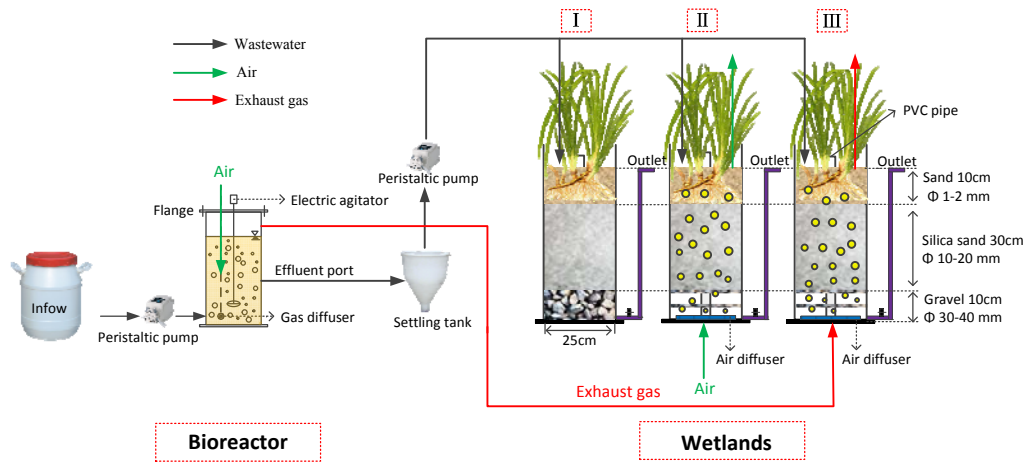 I
II
III
Wastewater
Air
Exhaust gas
PVC pipe
Peristaltic pump
Outlet
Outlet
Outlet
Sand 10cm
Φ 1-2 mm
Air
Electric agitator
Flange
Silica sand 30cm
Φ 10-20 mm
Effluent port
Infow
Settling tank
Gas diffuser
Peristaltic pump
Gravel 10cm
Φ 30-40 mm
25cm
Air diffuser
Air diffuser
Exhaust gas
Air
Bioreactor
Wetlands